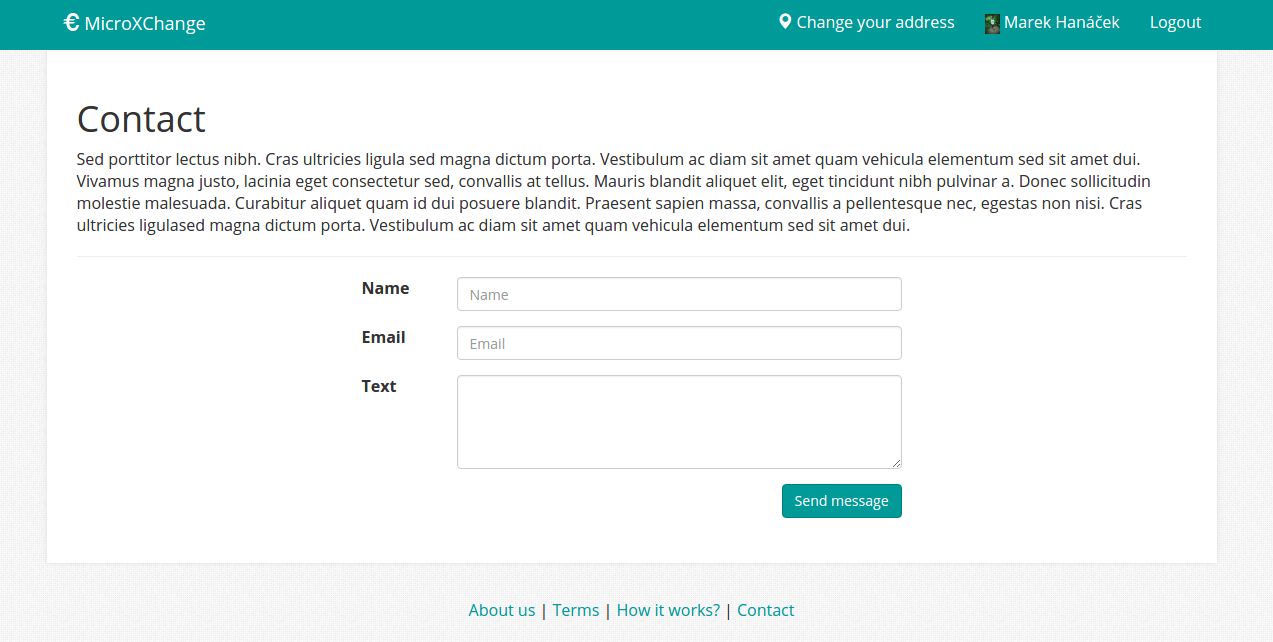 € MicroXChange Change your address Marek Hanáček Logout
Contact
Sed porttitor lectus nibh. Cras ultricies ligula sed magna dictum porta. Vestibulum ac diam sit amet quam vehicula elementum sed sit amet dui.
Vivamus magna justo, lacinia eget consectetur sed, convallis at tellus. Mauris blandit aliquet elit, eget tincidunt nibh pulvinar a. Donec sollicitudin
molestie malesuada. Curabitur aliquet quam id dui posuere blandit. Praesent sapien massa, convallis a pellentesque nec, egestas non nisi. Cras
ultricies ligulased magna dictum porta. Vestibulum ac diam sit amet quam vehicula elementum sed sit amet dui.
Name Name
Email Email
Text
Send message
About us | Terms | How it works? | Contact